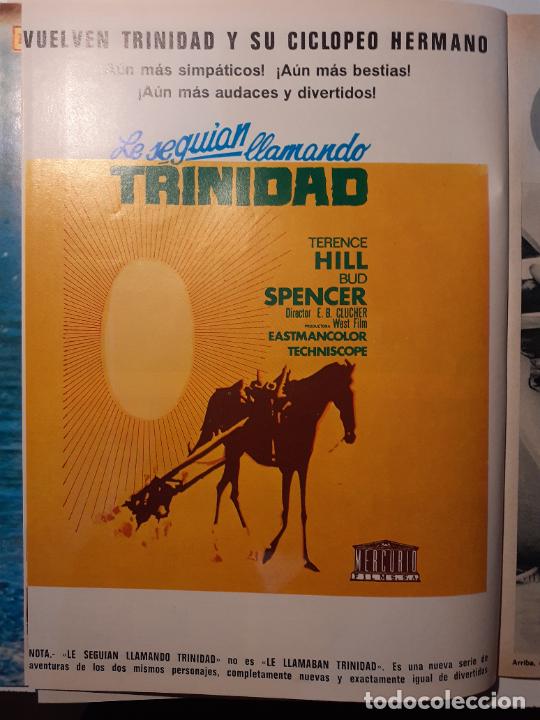 VUELVEN TRINIDAD Y SU CICLOPEO HERMANO
¡Aún más simpáticos! ¡Aún más bestias!
¡Aún más audaces y divertidos!
Le seguian llamando
TRINIDAD
TERENCE
HILL
BUD
SPENCER
Director E. B. CLUCHER
PRODUCTORA West Film
EASTMANCOLOR
TECHNISCOPE
MERCURIO
FILMS, S.A.
NOTA.- «LE SEGUIAN LLAMANDO TRINIDAD» no es «LE LLAMABAN TRINIDAD». Es una nueva serie de
aventuras de los dos mismos personajes, completamente nuevas y exactamente igual de divertidas
Arriba,
todocoleccion